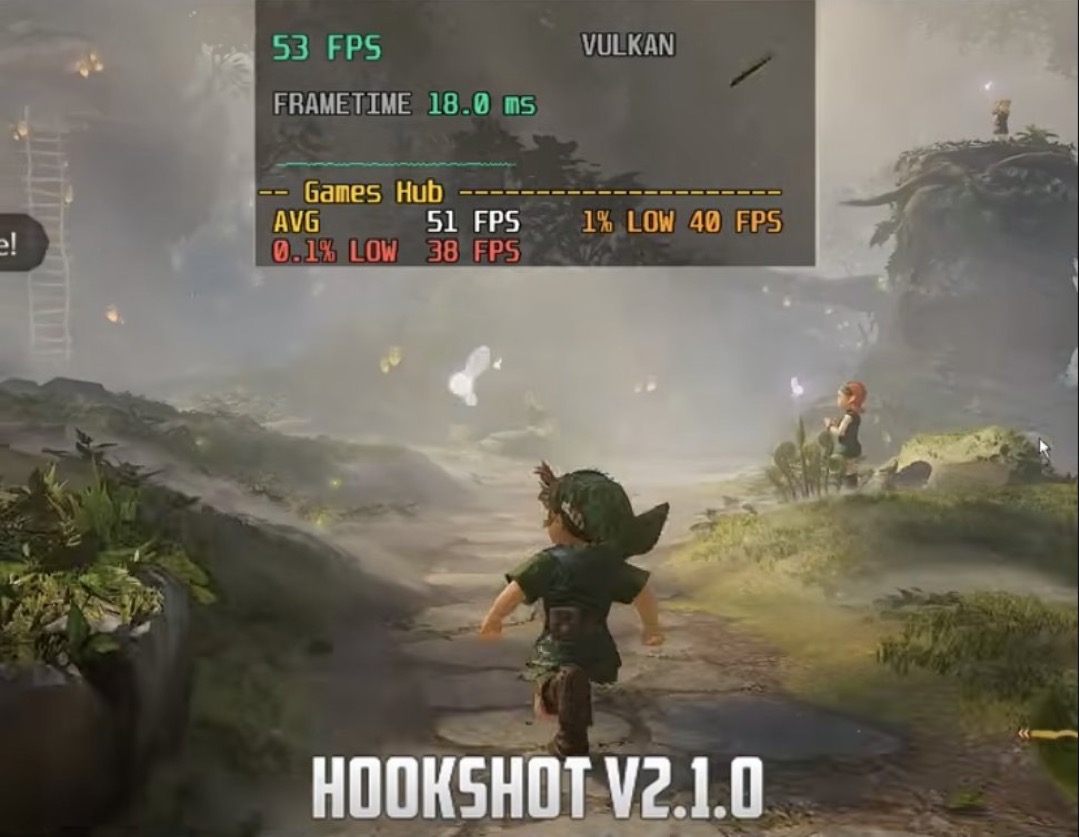 53 FPS VULKAN
FRAMETIME 18.0 ms
-- Games Hub ---------------------
AVG 51 FPS 1% LOW 40 FPS
0.1% LOW 38 FPS
e!
HOOKSHOT V2.1.0